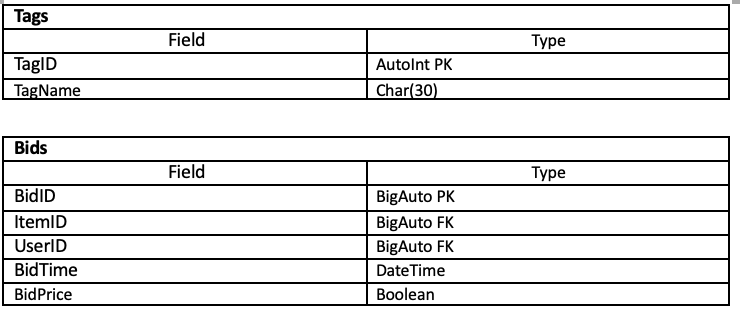 Tags
Field Type
TagID AutoInt PK
TagName Char(30)
Bids
Field Type
BidID BigAuto PK
ItemID BigAuto FK
UserID BigAuto FK
BidTime DateTime
BidPrice Boolean